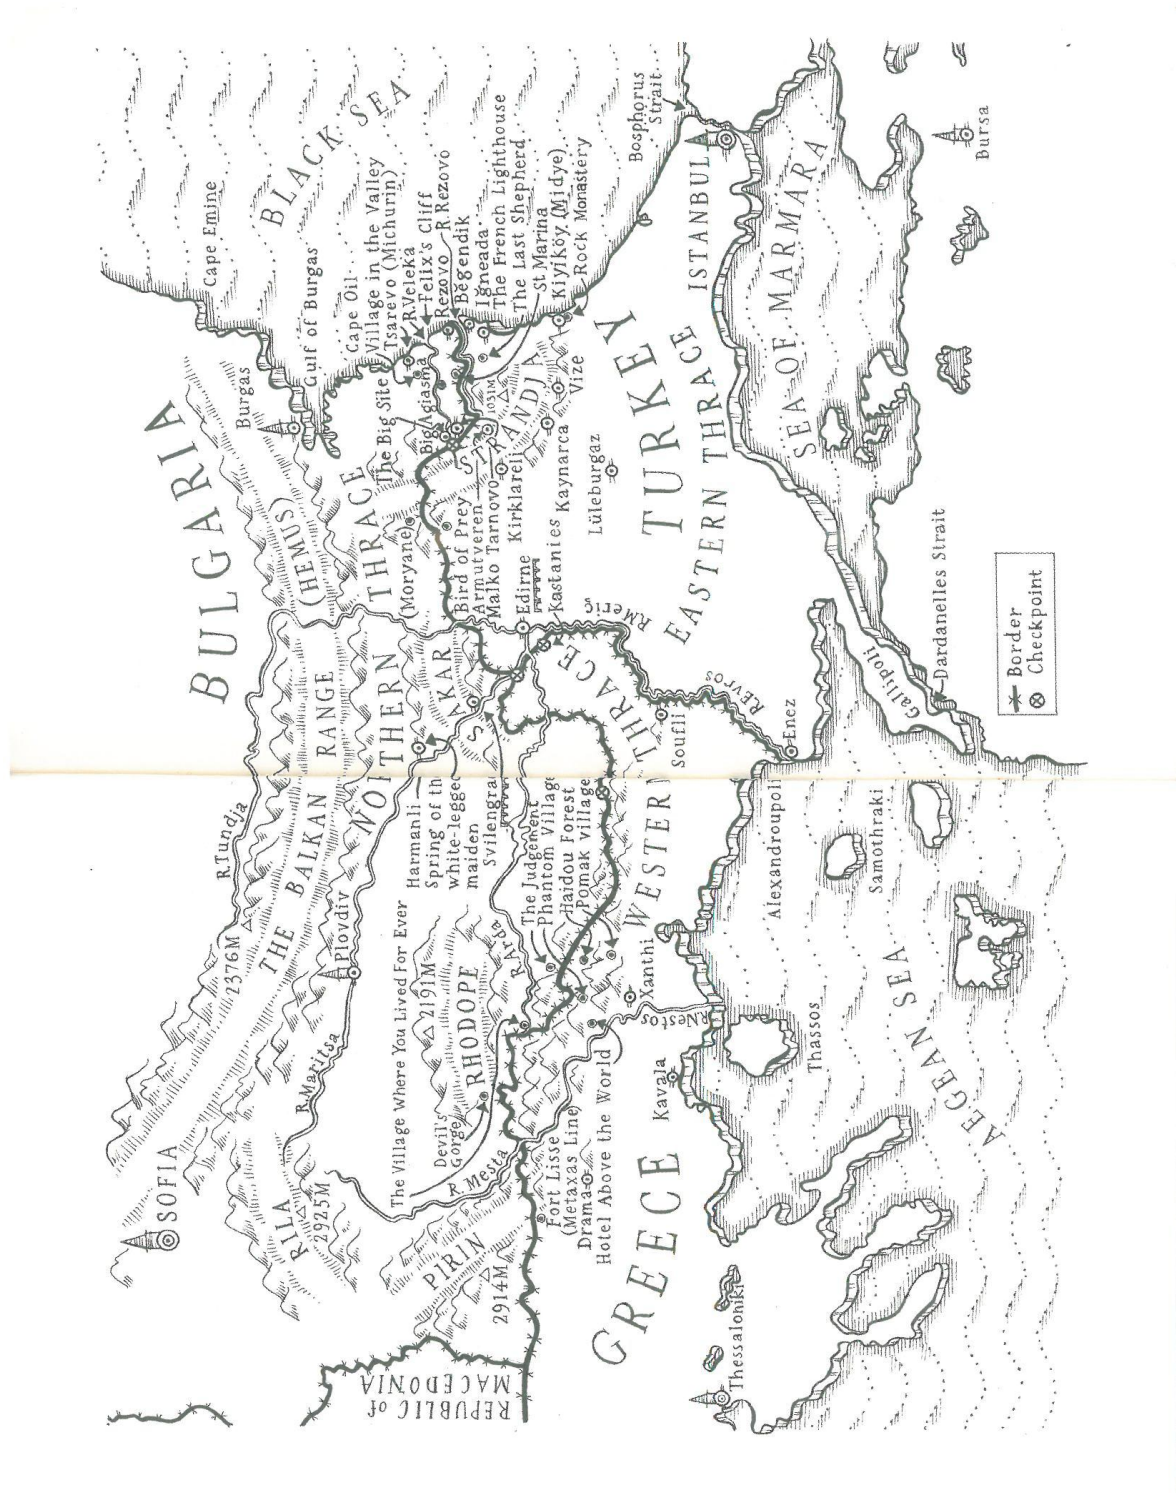 BLACK SEA
Cape Emine
Gulf of Burgas
Cape Oil
Village in the Valley
Tsarevo (Michurin)
R.Veleka
Felix's Cliff
Rezovo
R Rezovo
Beğendik
Iğneada
The French Lighthouse
The Last Shepherd
St Marina
Kiyiköy (Midye)
Rock Monastery
Bosphorus
Strait
BULGARIA
Burgas
The Big Site
Big Agiasma
STRANDJA
1031M
Vize
Kaynarca
Kirklareli
Lüleburgaz
TURKEY
EASTERN THRACE
ISTANBUL
SEA OF MARMARA
Bursa
(HEMUS)
NORTHERN THRACE
(Moryane)
Bird of Prey
Armutveren
Malko Tarnovo
Edirne
Kastanies
R.Meriç
THE BALKAN RANGE
SAKAR
R.Tundja
2376M
Plovdiv
R.Maritsa
Harmanli
Spring of th
white-legge
maiden
Svilengra
The Judgement
Phantom Village
Haidou Forest
Pomak village
WESTERN THRACE
Soufli
R.Evros
Enez
Gallipoli
Dardanelles Strait
Border
Checkpoint
Alexandroupoli
Samothraki
The Village Where You Lived For Ever
2191M
RHODOPE
R.Arda
Devil's
Gorge
Xanthi
R.Nestos
Kavala
Thassos
AEGEAN SEA
SOFIA
RILA
2925M
PIRIN
2914M
R.Mesta
Fort Lisse
(Metaxas Line)
Drama
Hotel Above the World
GREECE
Thessaloniki
REPUBLIC of
MACEDONIA